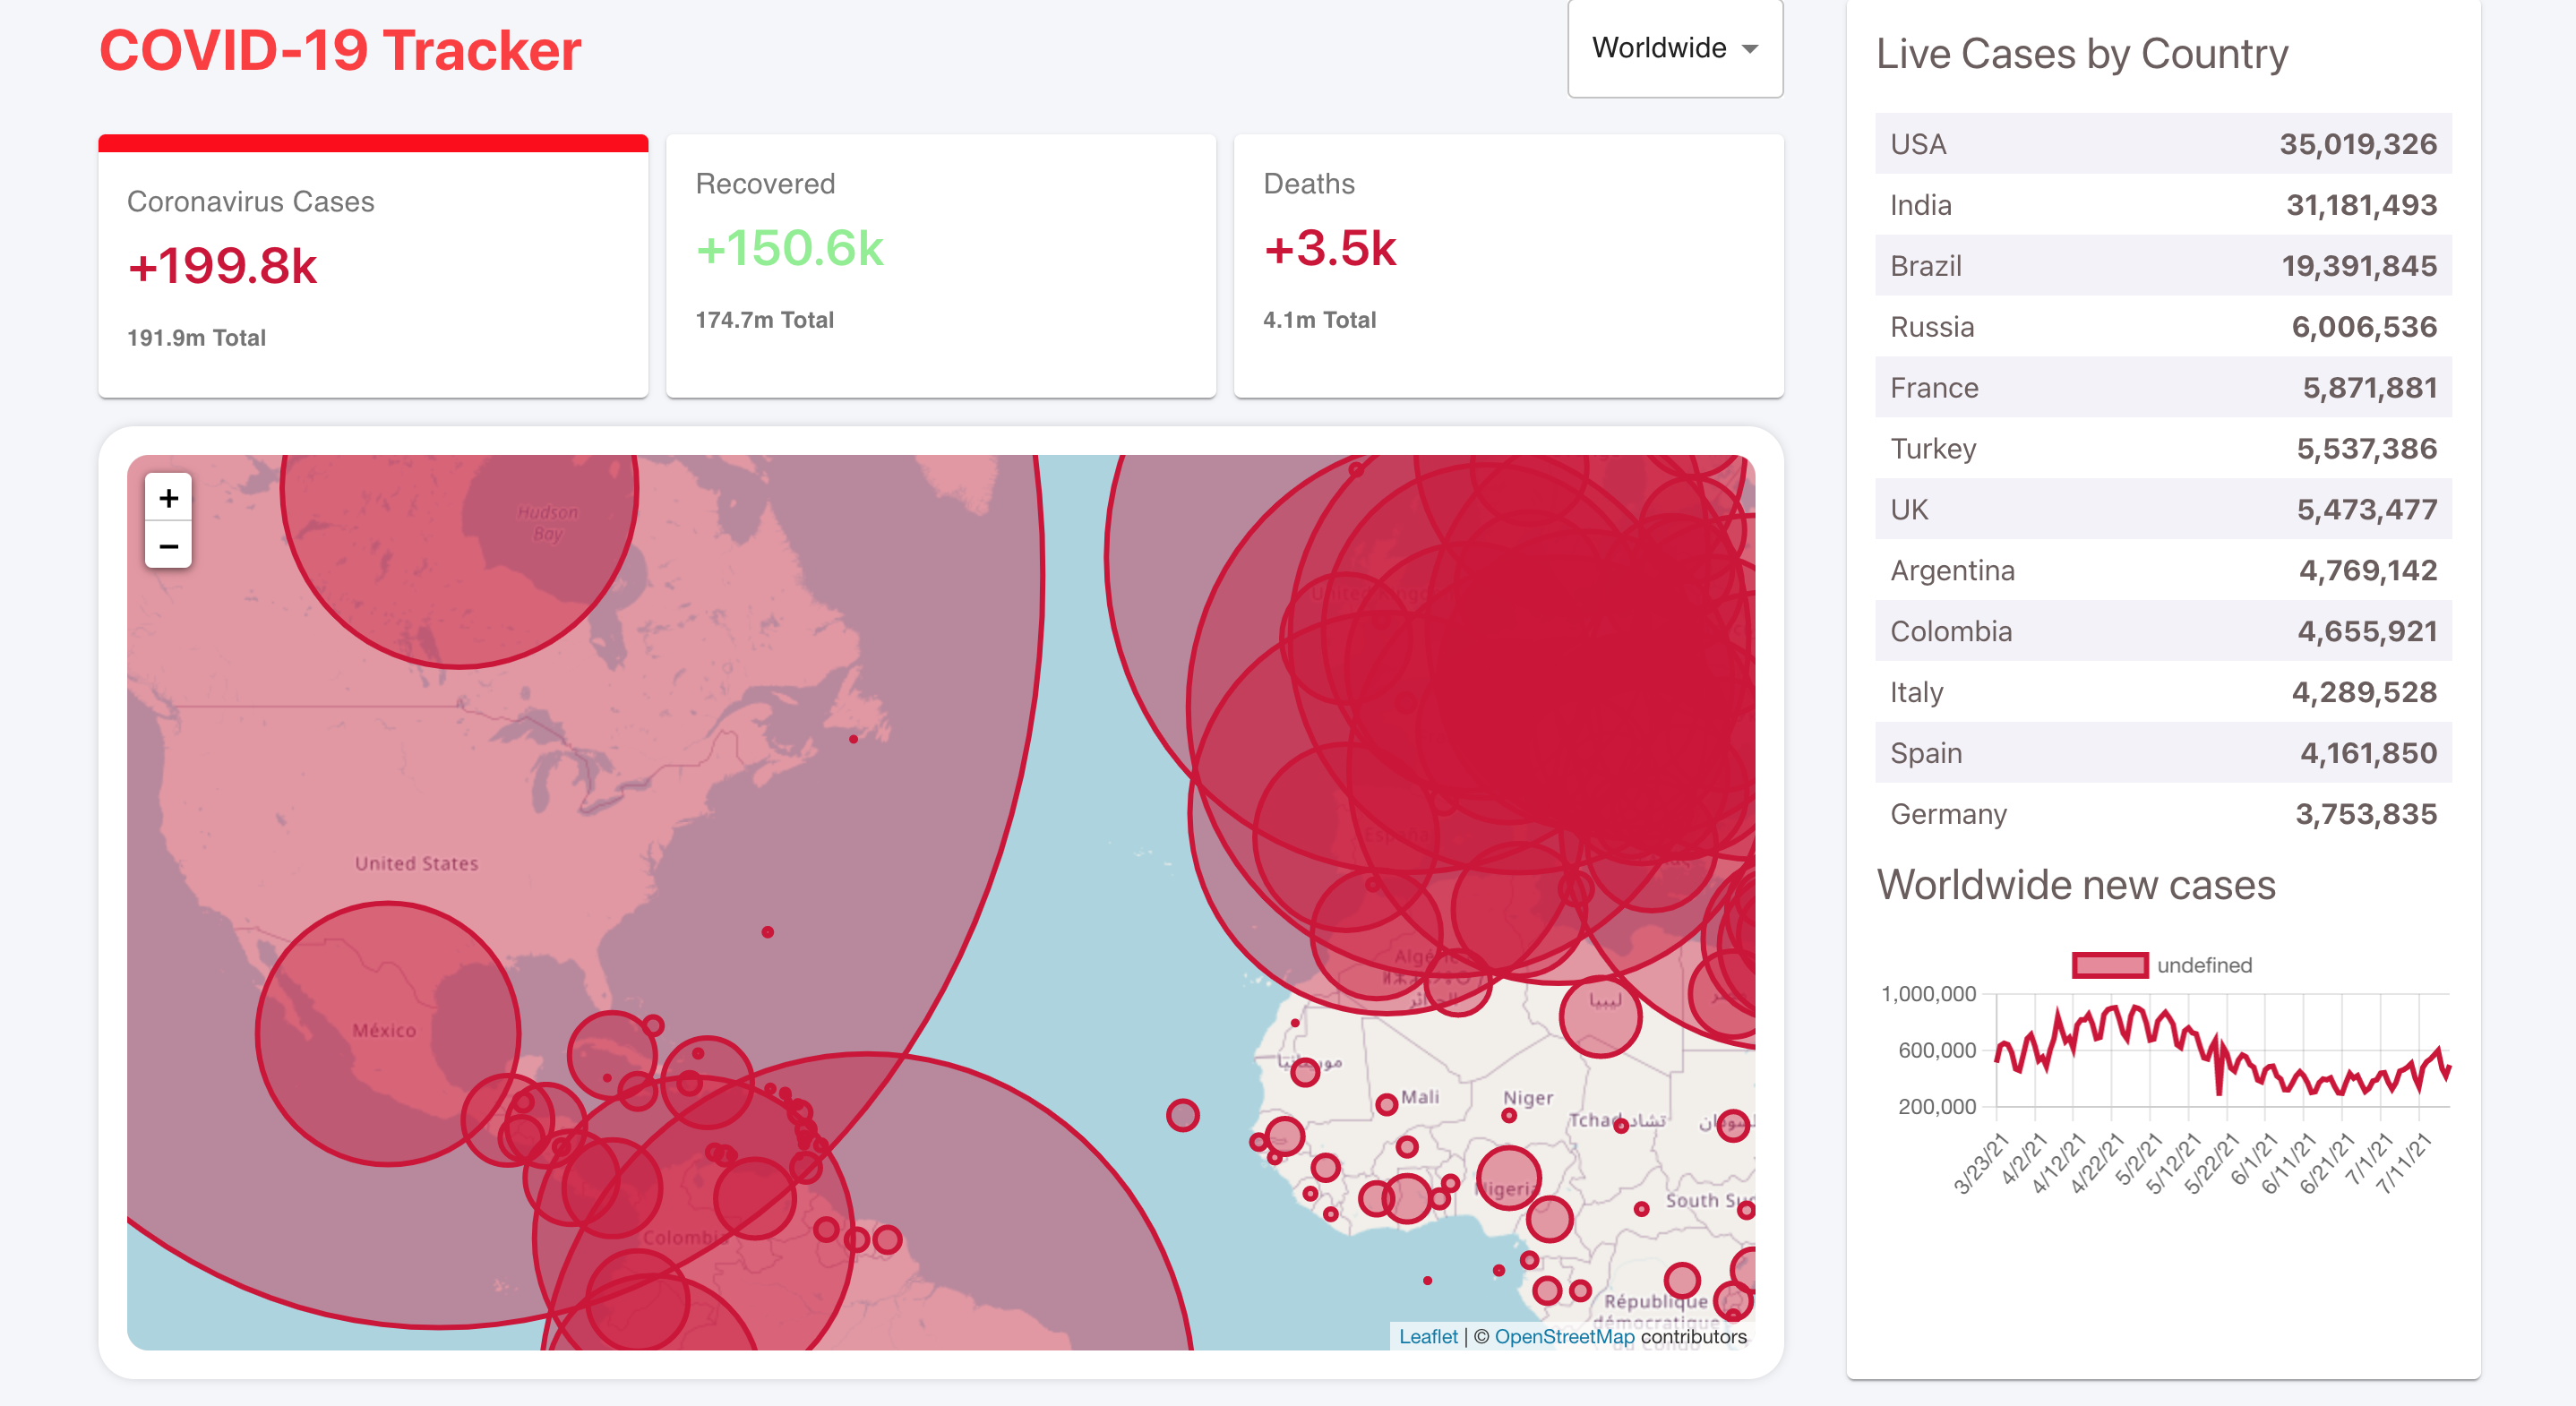 COVID-19 Tracker
Worldwide
Coronavirus Cases
+199.8k
191.9m Total
Recovered
+150.6k
174.7m Total
Deaths
+3.5k
4.1m Total
+
−
Hudson
Bay
United States
México
Colombia
España
ليبيا
Mali
Niger
Tchad تشاد
Nigeria
South Su
République
démocratique
du Congo
Leaflet | © OpenStreetMap contributors
Live Cases by Country
USA 35,019,326
India 31,181,493
Brazil 19,391,845
Russia 6,006,536
France 5,871,881
Turkey 5,537,386
UK 5,473,477
Argentina 4,769,142
Colombia 4,655,921
Italy 4,289,528
Spain 4,161,850
Germany 3,753,835
Worldwide new cases
undefined
1,000,000
600,000
200,000
3/23/21 4/2/21 4/12/21 4/22/21 5/2/21 5/12/21 5/22/21 6/1/21 6/11/21 6/21/21 7/1/21 7/11/21